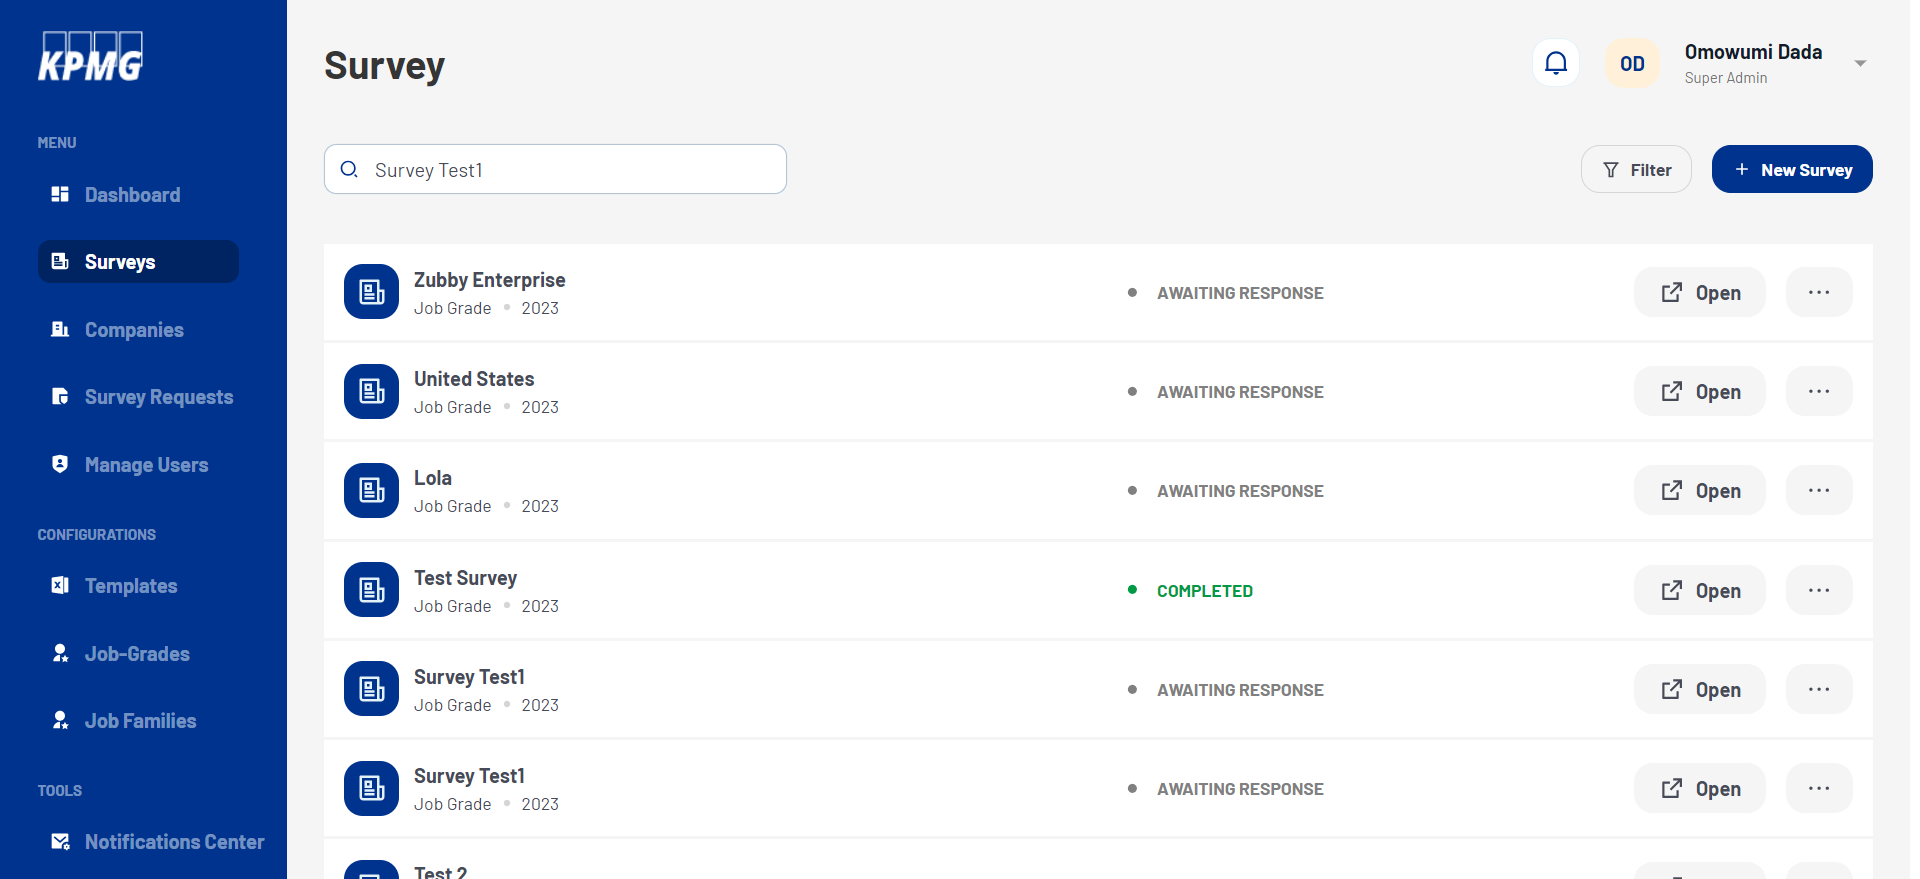 KPMG
MENU
Dashboard
Surveys
Companies
Survey Requests
Manage Users
CONFIGURATIONS
Templates
Job-Grades
Job Families
TOOLS
Notifications Center
Survey
OD
Omowumi Dada
Super Admin
Survey Test1
Filter
+ New Survey
Zubby Enterprise
Job Grade • 2023
AWAITING RESPONSE
Open
United States
Job Grade • 2023
AWAITING RESPONSE
Open
Lola
Job Grade • 2023
AWAITING RESPONSE
Open
Test Survey
Job Grade • 2023
COMPLETED
Open
Survey Test1
Job Grade • 2023
AWAITING RESPONSE
Open
Survey Test1
Job Grade • 2023
AWAITING RESPONSE
Open
Test 2